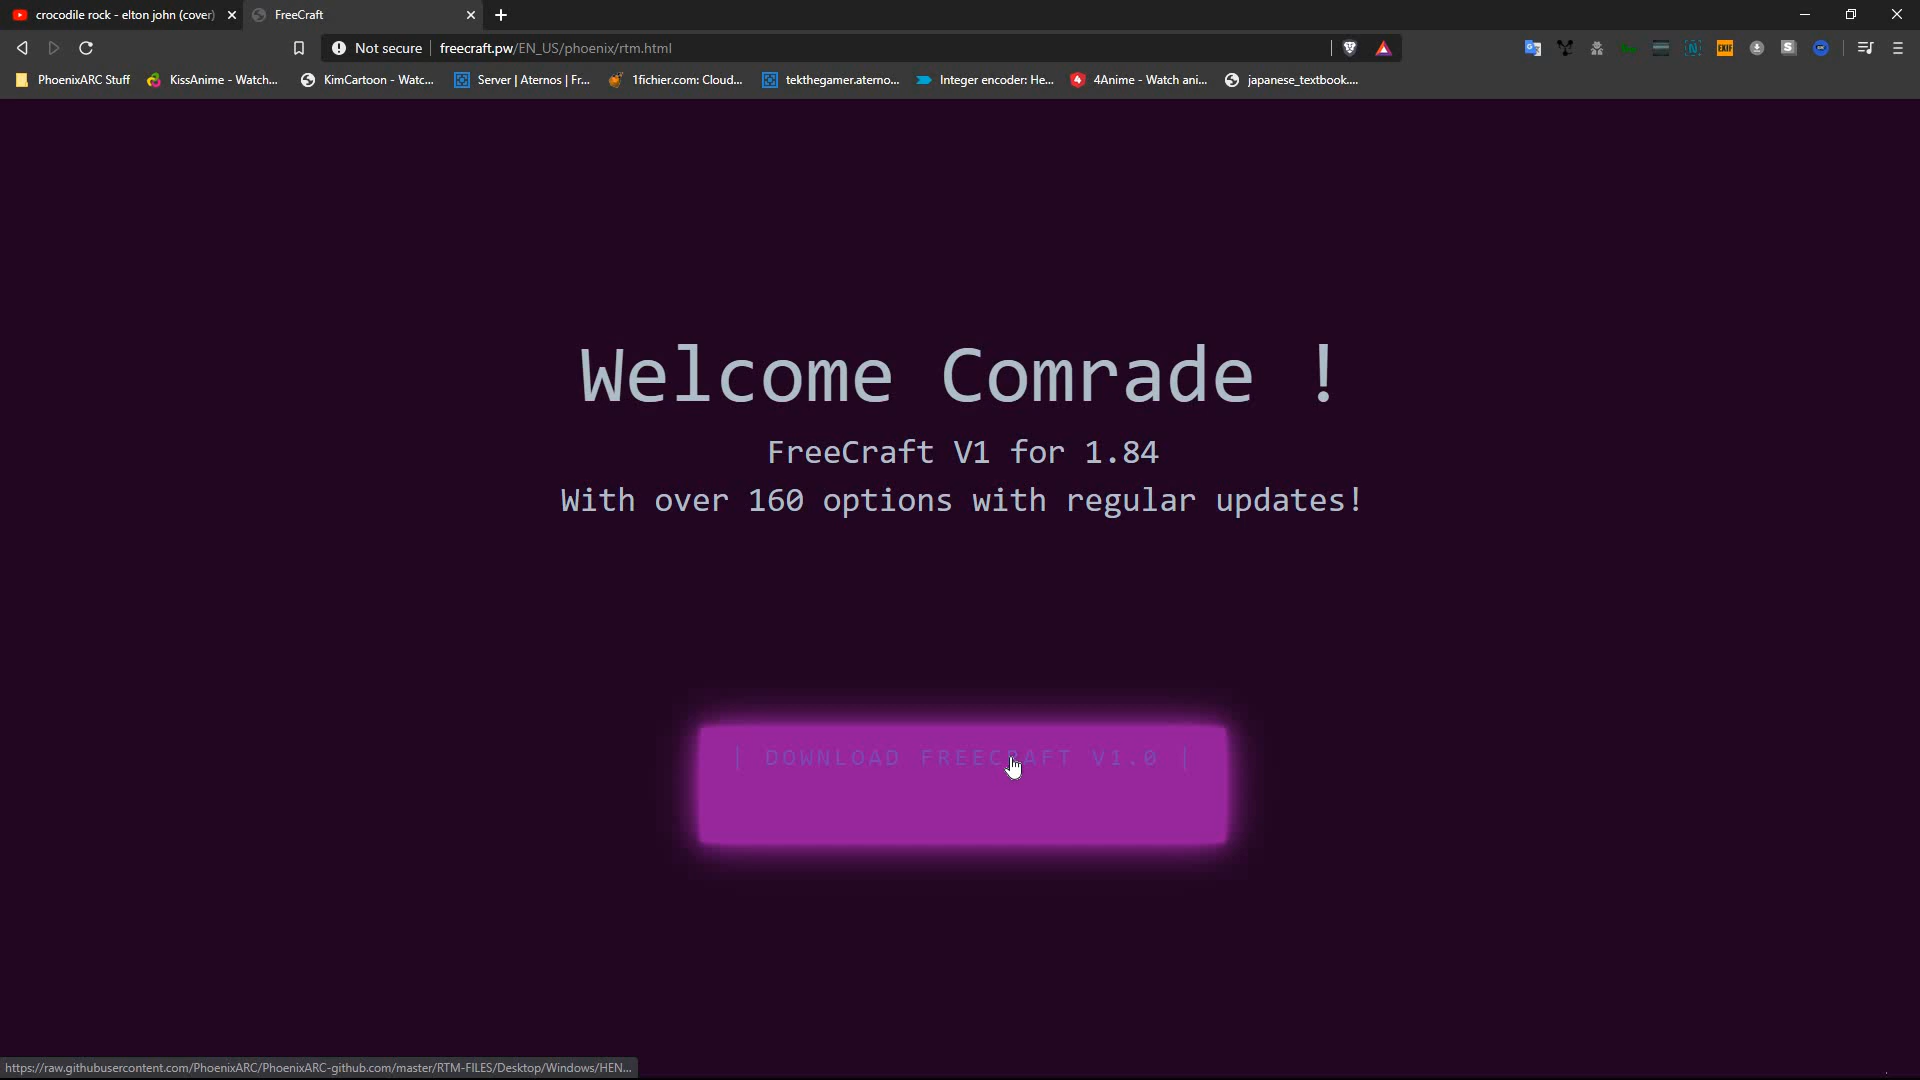 crocodile rock - elton john (cover)
FreeCraft
Not secure
freecraft.pw/EN_US/phoenix/rtm.html
PhoenixARC Stuff
KissAnime - Watch...
KimCartoon - Watc...
Server | Aternos | Fr...
1fichier.com: Cloud...
tekthegamer.aterno...
Integer encoder: He...
4Anime - Watch ani...
japanese_textbook....
Welcome Comrade !
FreeCraft V1 for 1.84
With over 160 options with regular updates!
| DOWNLOAD FREECRAFT V1.0 |
https://raw.githubusercontent.com/PhoenixARC/PhoenixARC-github.com/master/RTM-FILES/Desktop/Windows/HEN...